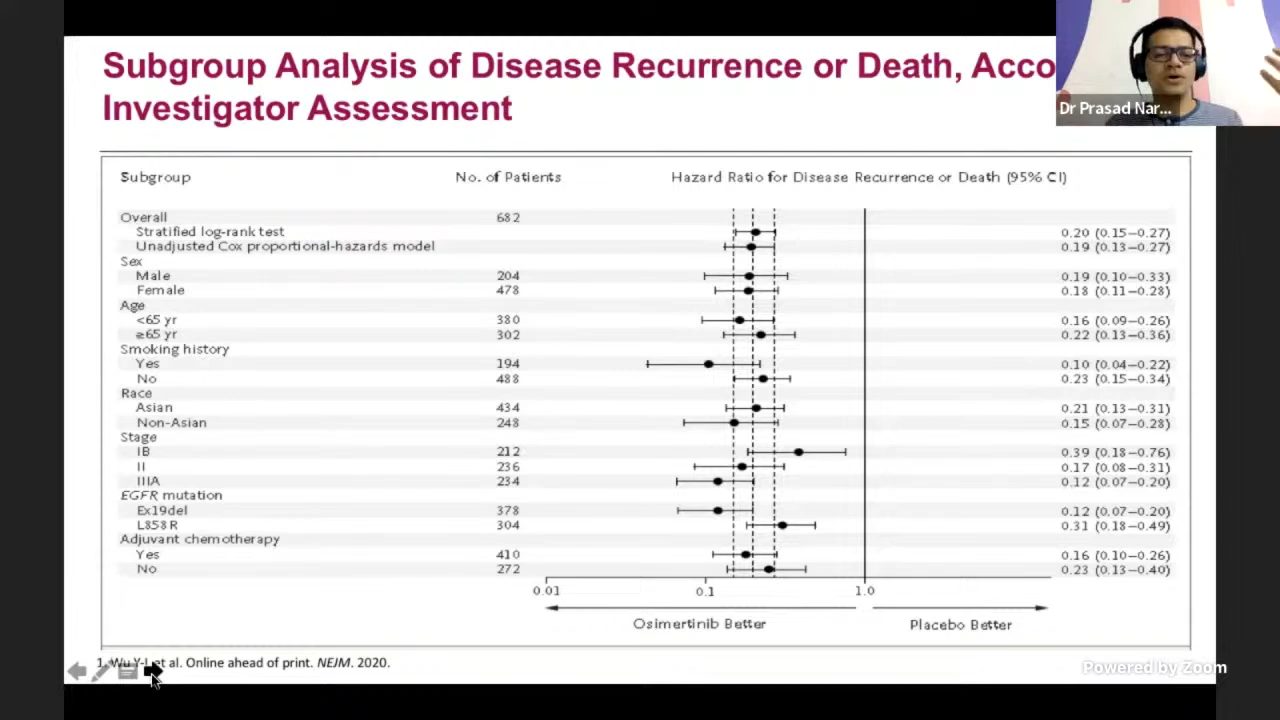 Subgroup Analysis of Disease Recurrence or Death, Acco
Investigator Assessment
Dr Prasad Nar...
Subgroup No. of Patients Hazard Ratio for Disease Recurrence or Death (95% CI)
Overall 682
Stratified log-rank test 0.20 (0.15–0.27)
Unadjusted Cox proportional-hazards model 0.19 (0.13–0.27)
Sex
Male 204 0.19 (0.10–0.33)
Female 478 0.18 (0.11–0.28)
Age
<65 yr 380 0.16 (0.09–0.26)
≥65 yr 302 0.22 (0.13–0.36)
Smoking history
Yes 194 0.10 (0.04–0.22)
No 488 0.23 (0.15–0.34)
Race
Asian 434 0.21 (0.13–0.31)
Non-Asian 248 0.15 (0.07–0.28)
Stage
IB 212 0.39 (0.18–0.76)
II 236 0.17 (0.08–0.31)
IIIA 234 0.12 (0.07–0.20)
EGFR mutation
Ex19del 378 0.12 (0.07–0.20)
L858R 304 0.31 (0.18–0.49)
Adjuvant chemotherapy
Yes 410 0.16 (0.10–0.26)
No 272 0.23 (0.13–0.40)
0.01 0.1 1.0
Osimertinib Better Placebo Better
1. Wu Y-L et al. Online ahead of print. NEJM. 2020.
Powered by Zoom